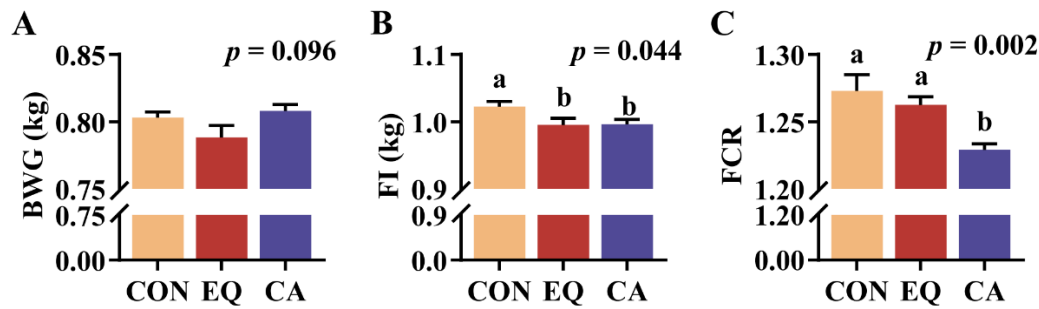 A
BWG (kg)
0.85
0.80
0.75
0.75
0.00
p = 0.096
CON EQ CA
B
FI (kg)
1.1
1.0
0.9
0.9
0.0
p = 0.044
a
b
b
CON EQ CA
C
FCR
1.30
1.25
1.20
1.20
0.00
p = 0.002
a
a
b
CON EQ CA